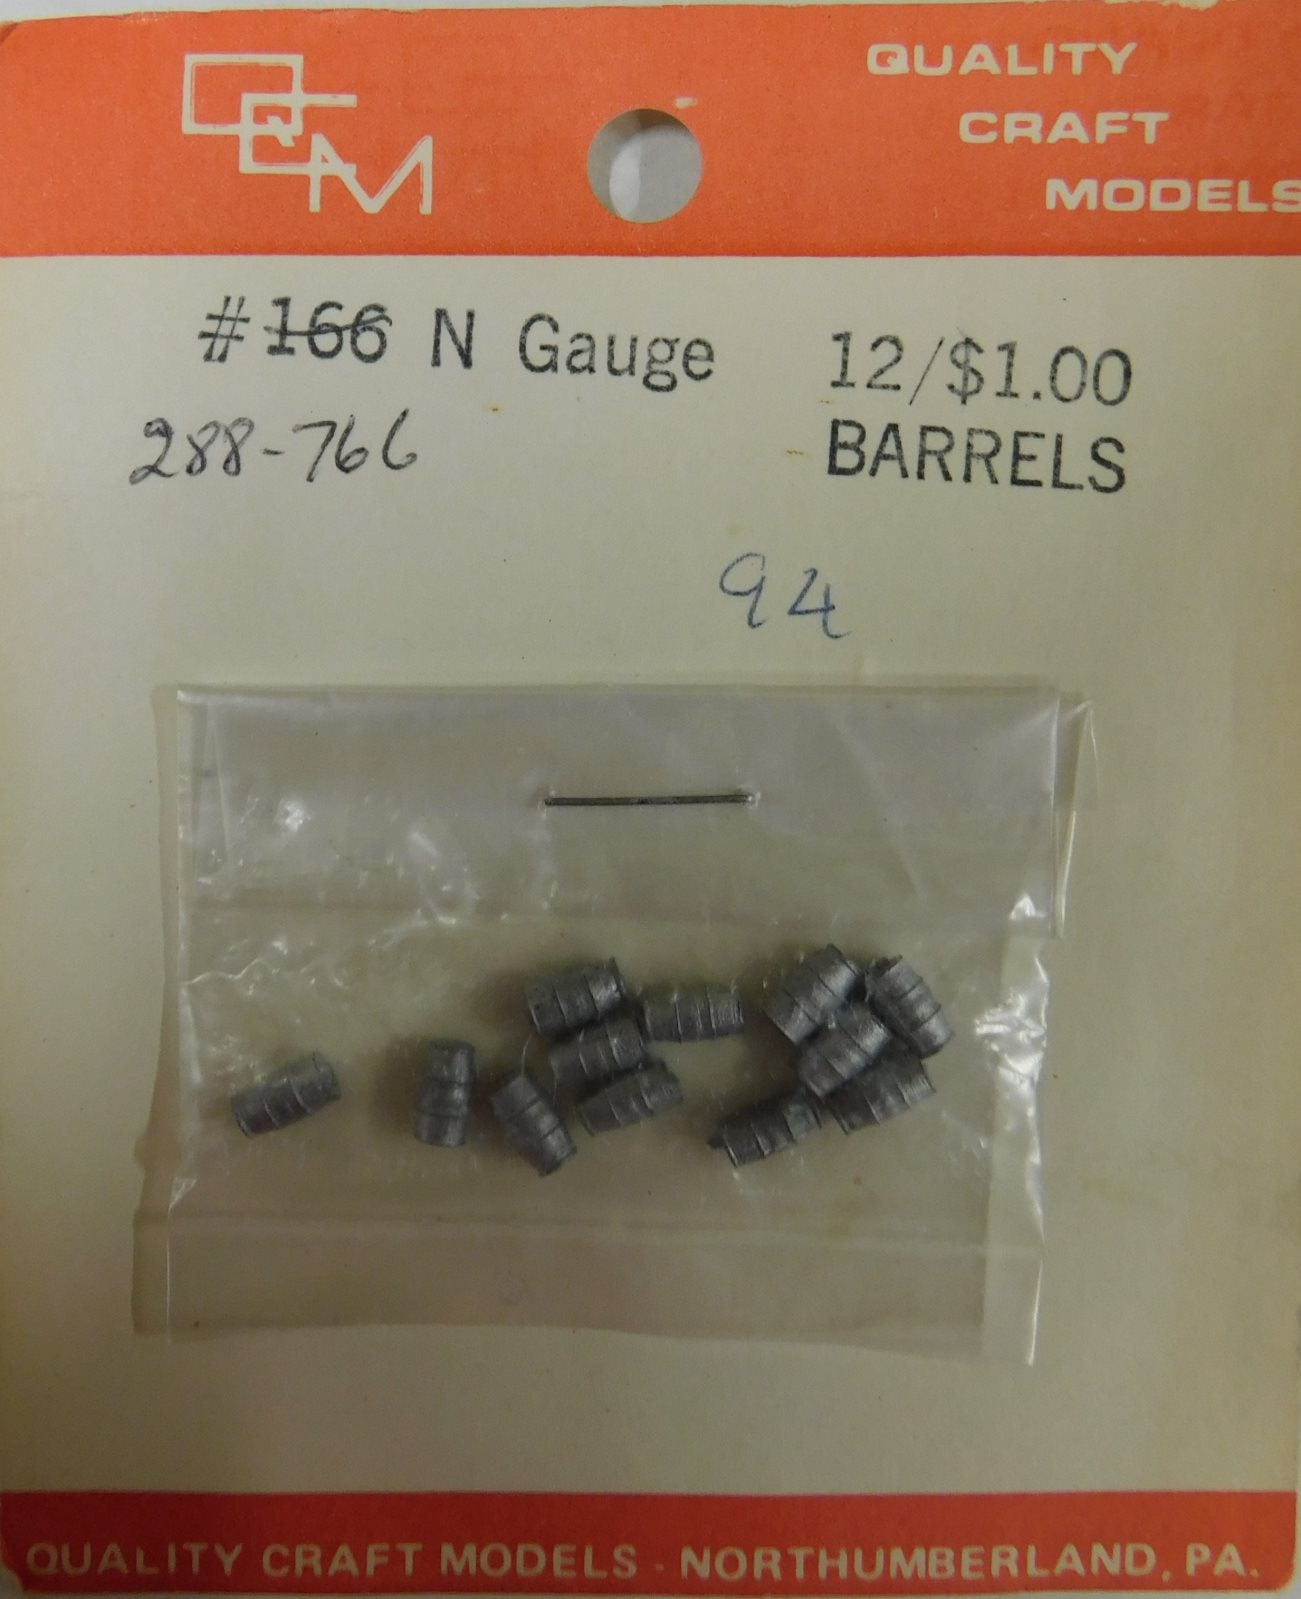 QCM
QUALITY
CRAFT
MODELS
#166 N Gauge 12/$1.00
288-766 BARRELS
94
QUALITY CRAFT MODELS - NORTHUMBERLAND, PA.